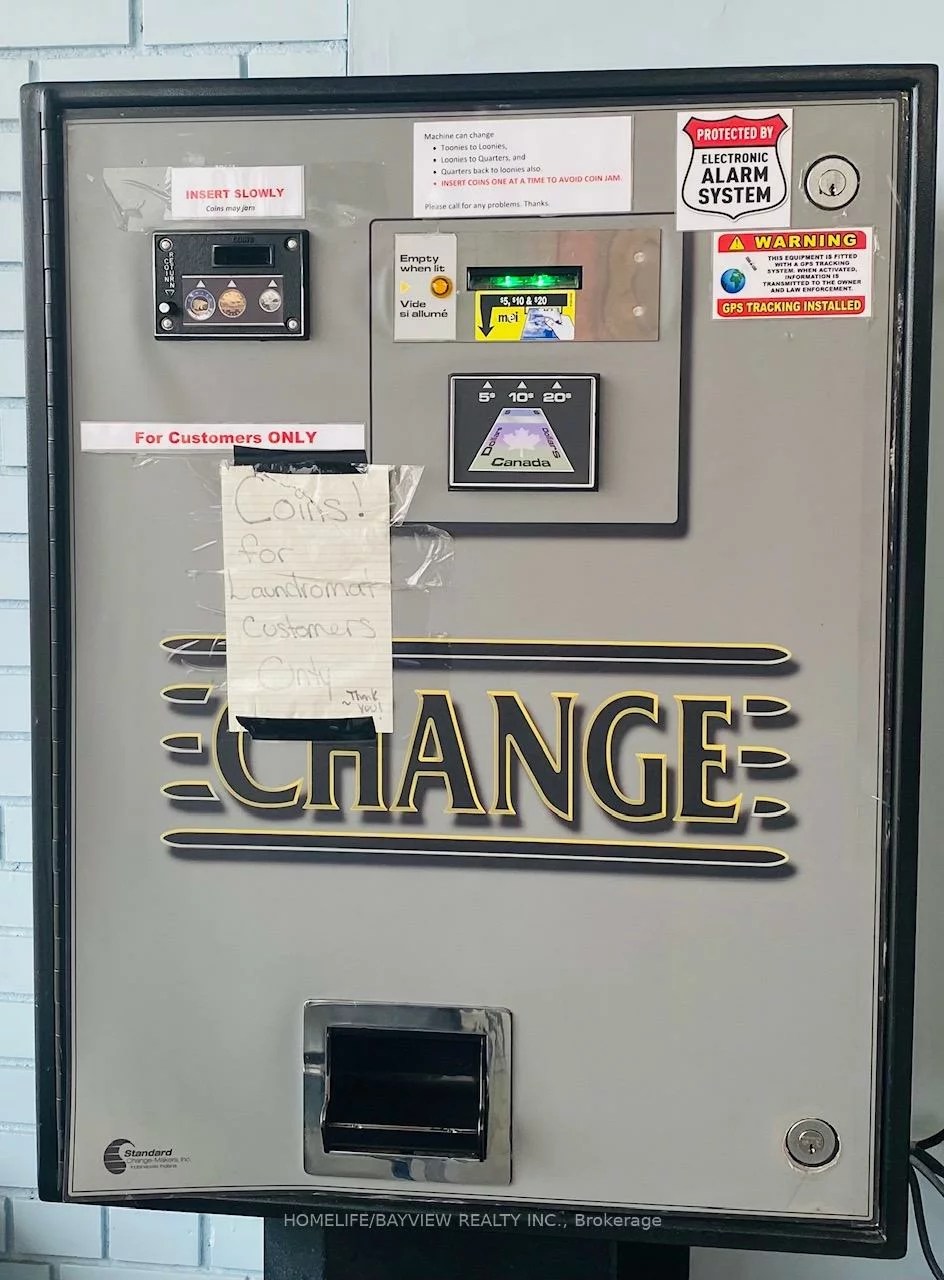 Machine can change
• Toonies to Loonies,
• Loonies to Quarters, and
• Quarters back to loonies also.
• INSERT COINS ONE AT A TIME TO AVOID COIN JAM.
Please call for any problems. Thanks.
PROTECTED BY
ELECTRONIC
ALARM
SYSTEM
INSERT SLOWLY
Coins may jam
COINS
COIN
RETURN
Empty
when lit
Vide
si allumé
$5, $10 & $20
mei
WARNING
THIS EQUIPMENT IS FITTED
WITH A GPS TRACKING
SYSTEM. WHEN ACTIVATED,
INFORMATION IS
TRANSMITTED TO THE OWNER
AND LAW ENFORCEMENT.
GPS TRACKING INSTALLED
5$ 10$ 20$
5 5
Dollars Dollars
Canada
For Customers ONLY
Coins!
for
Laundromat
Customers
Only
~Thank
you!
CHANGE
Standard
Change-Makers, Inc.
Indianapolis Indiana
HOMELIFE/BAYVIEW REALTY INC., Brokerage